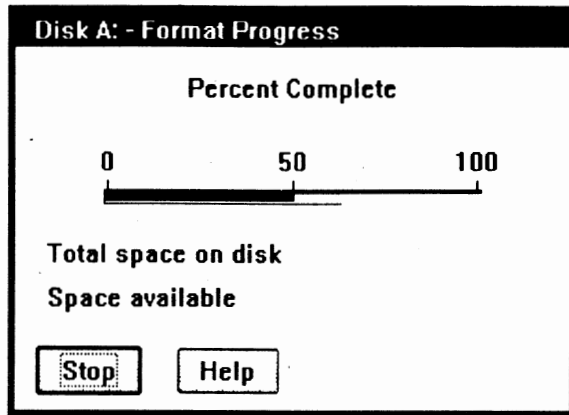 Disk A: - Format Progress
Percent Complete
0 50 100
Total space on disk
Space available
Stop Help